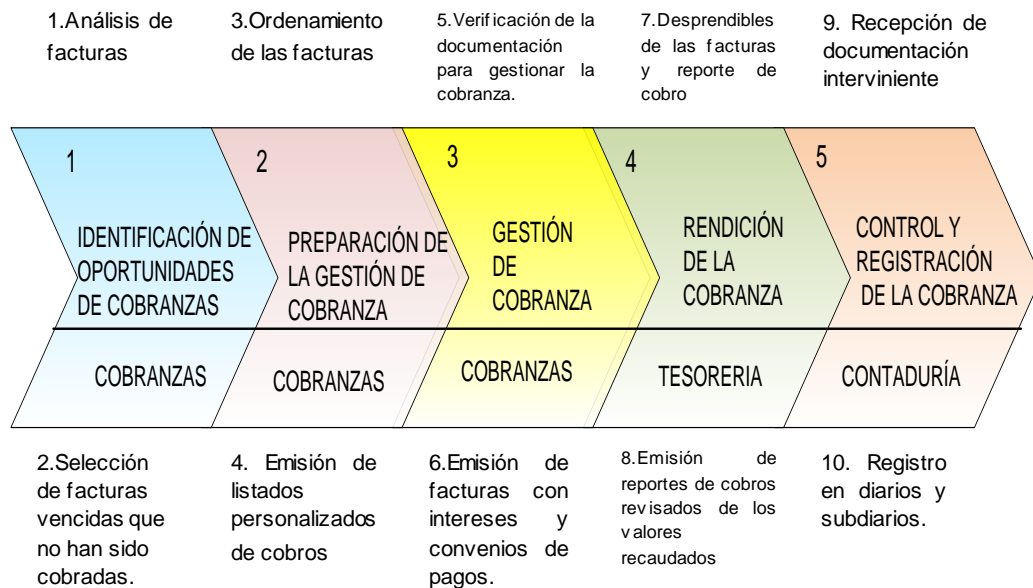 1.Análisis de
facturas
3.Ordenamiento
de las facturas
5.Verificación de la
documentación
para gestionar la
cobranza.
7.Desprendibles
de las facturas
y reporte de
cobro
9. Recepción de
documentación
interviniente
1
IDENTIFICACIÓN DE
OPORTUNIDADES
DE COBRANZAS
2
PREPARACIÓN DE
LA GESTIÓN DE
COBRANZA
3
GESTIÓN
DE
COBRANZA
4
RENDICIÓN
DE LA
COBRANZA
5
CONTROL Y
REGISTRACIÓN
DE LA COBRANZA
COBRANZAS
COBRANZAS
COBRANZAS
TESORERIA
CONTADURÍA
2.Selección
de facturas
vencidas que
no han sido
cobradas.
4. Emisión de
listados
personalizados
de cobros
6.Emisión de
facturas con
intereses y
convenios de
pagos.
8.Emisión de
reportes de cobros
revisados de los
valores
recaudados
10. Registro
en diarios y
subdiarios.